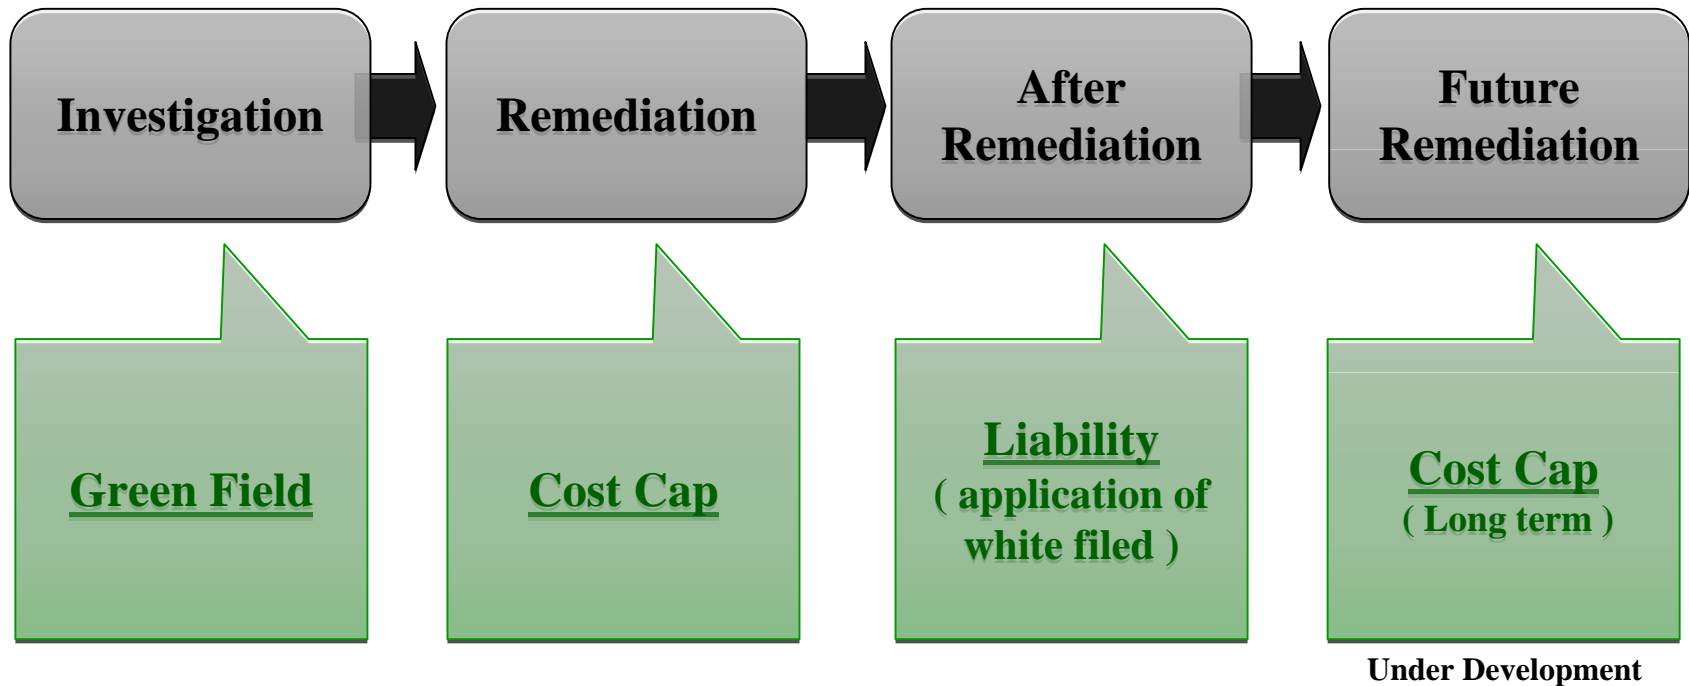 Investigation
Remediation
After
Remediation
Future
Remediation
Green Field
Cost Cap
Liability
( application of
white filed )
Cost Cap
( Long term )
Under Development